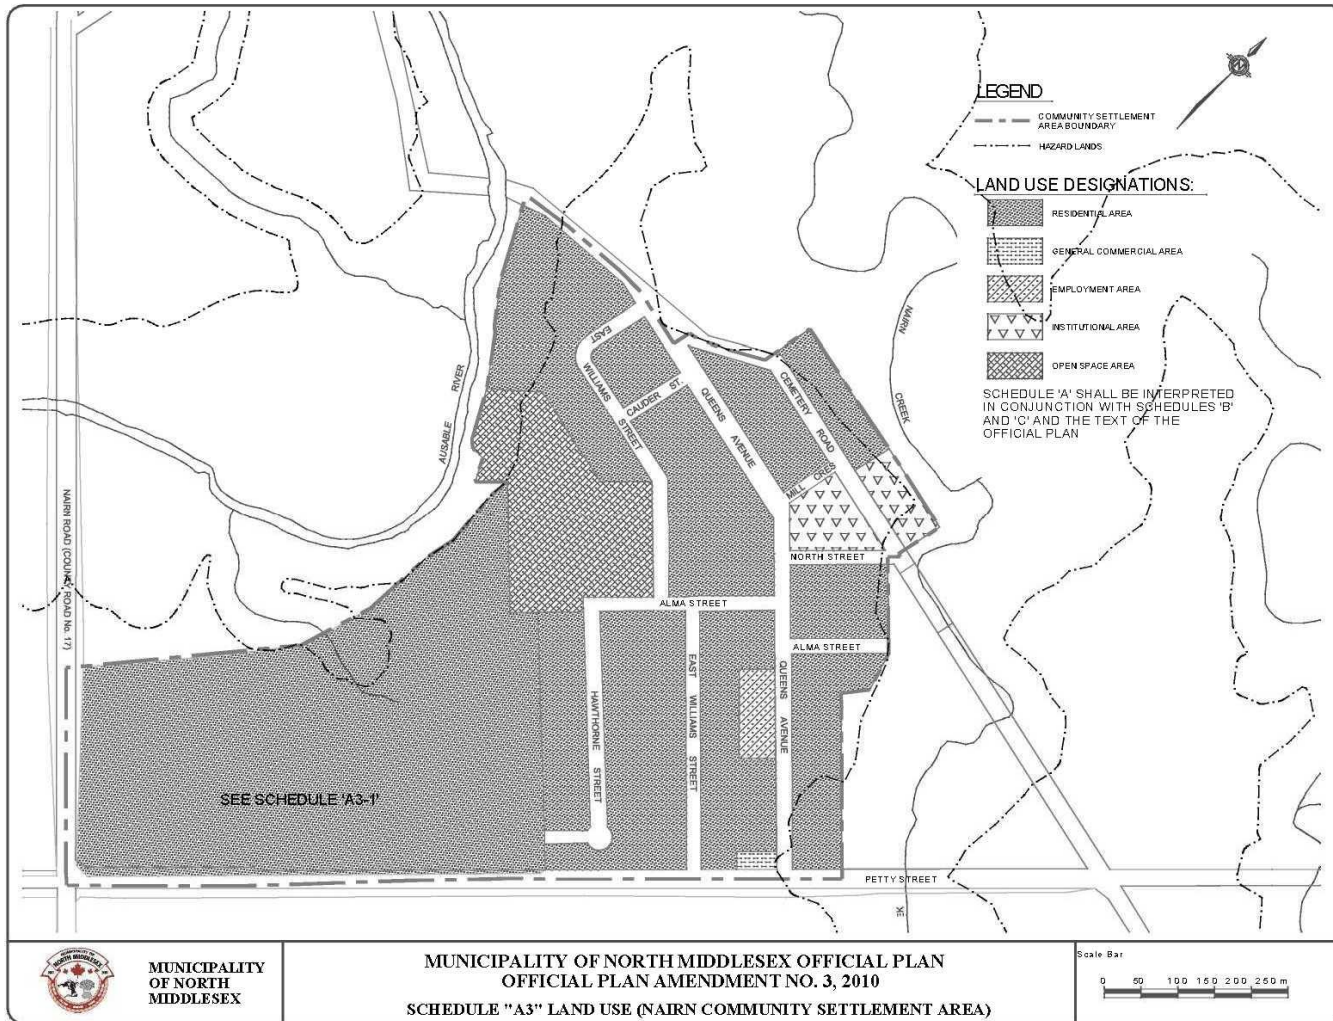 LEGEND
COMMUNITY SETTLEMENT
AREA BOUNDARY
HAZARD LANDS
LAND USE DESIGNATIONS:
RESIDENTIAL AREA
GENERAL COMMERCIAL AREA
EMPLOYMENT AREA
INSTITUTIONAL AREA
OPEN SPACE AREA
SCHEDULE 'A' SHALL BE INTERPRETED
IN CONJUNCTION WITH SCHEDULES 'B'
AND 'C' AND THE TEXT OF THE
OFFICIAL PLAN
NAIRN CREEK
EAST WILLIAMS STREET
CAUDER ST.
QUEENS AVENUE
CEMETERY ROAD
AUSABLE RIVER
MILL CRES
NAIRN ROAD (COUNTY ROAD No. 17)
NORTH STREET
ALMA STREET
ALMA STREET
EAST WILLIAMS STREET
QUEENS AVENUE
HAWTHORNE STREET
SEE SCHEDULE 'A3-1'
PETTY STREET
MUNICIPALITY OF
NORTH MIDDLESEX
MUNICIPALITY
OF NORTH
MIDDLESEX
MUNICIPALITY OF NORTH MIDDLESEX OFFICIAL PLAN
OFFICIAL PLAN AMENDMENT NO. 3, 2010
SCHEDULE "A3" LAND USE (NAIRN COMMUNITY SETTLEMENT AREA)
Scale Bar
0 50 100 150 200 250 m